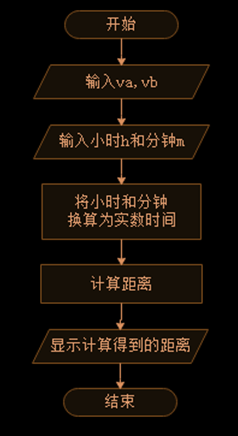 开始
输入va,vb
输入小时h和分钟m
将小时和分钟
换算为实数时间
计算距离
显示计算得到的距离
结束